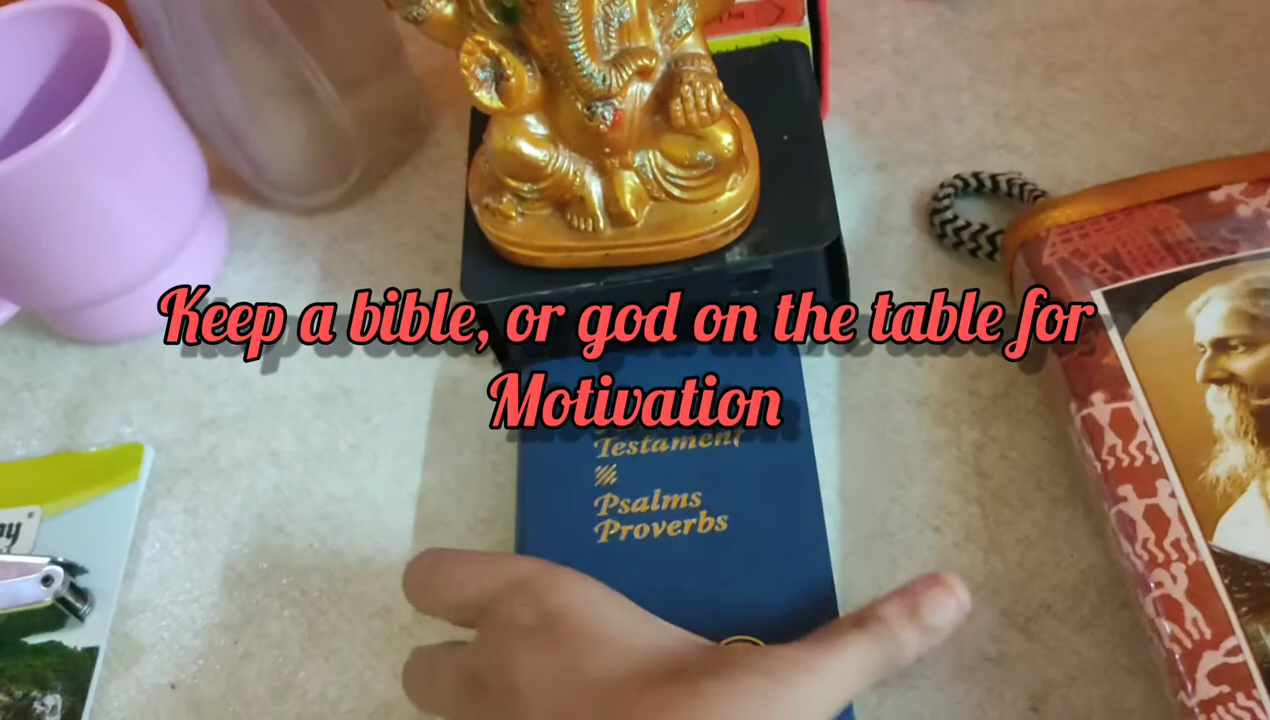 Keep a bible, or god on the table for
Motivation
Testament
Psalms
Proverbs